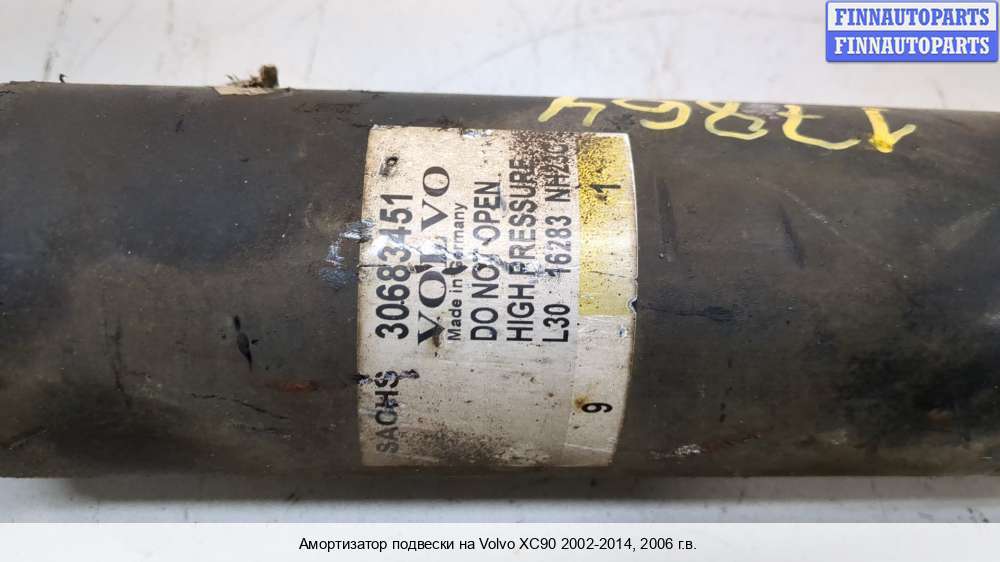 FINNAUTOPARTS
FINNAUTOPARTS
17864
SACHS 30683451
VOLVO
Made in Germany
DO NOT OPEN
HIGH PRESSURE
L30 16283
9 1
Амортизатор подвески на Volvo XC90 2002-2014, 2006 г.в.